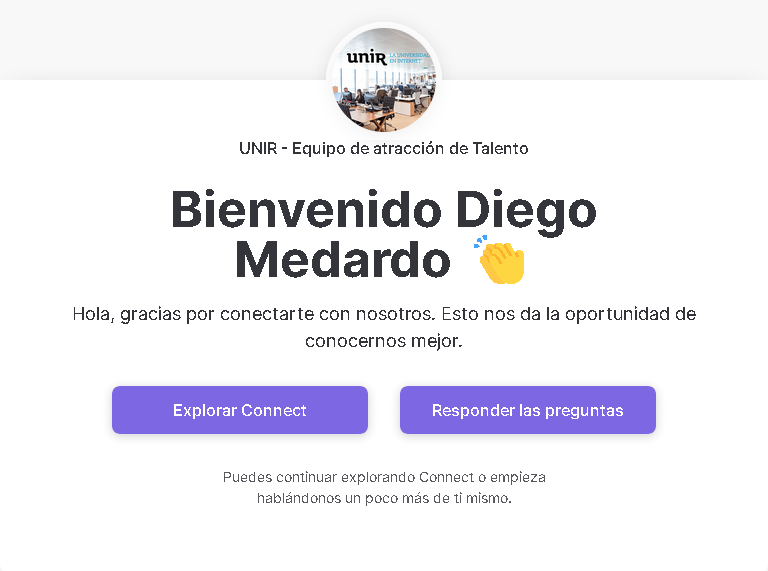 unir LA UNIVERSIDAD
EN INTERNET
UNIR - Equipo de atracción de Talento
Bienvenido Diego
Medardo
Hola, gracias por conectarte con nosotros. Esto nos da la oportunidad de
conocernos mejor.
Explorar Connect
Responder las preguntas
Puedes continuar explorando Connect o empieza
hablándonos un poco más de ti mismo.